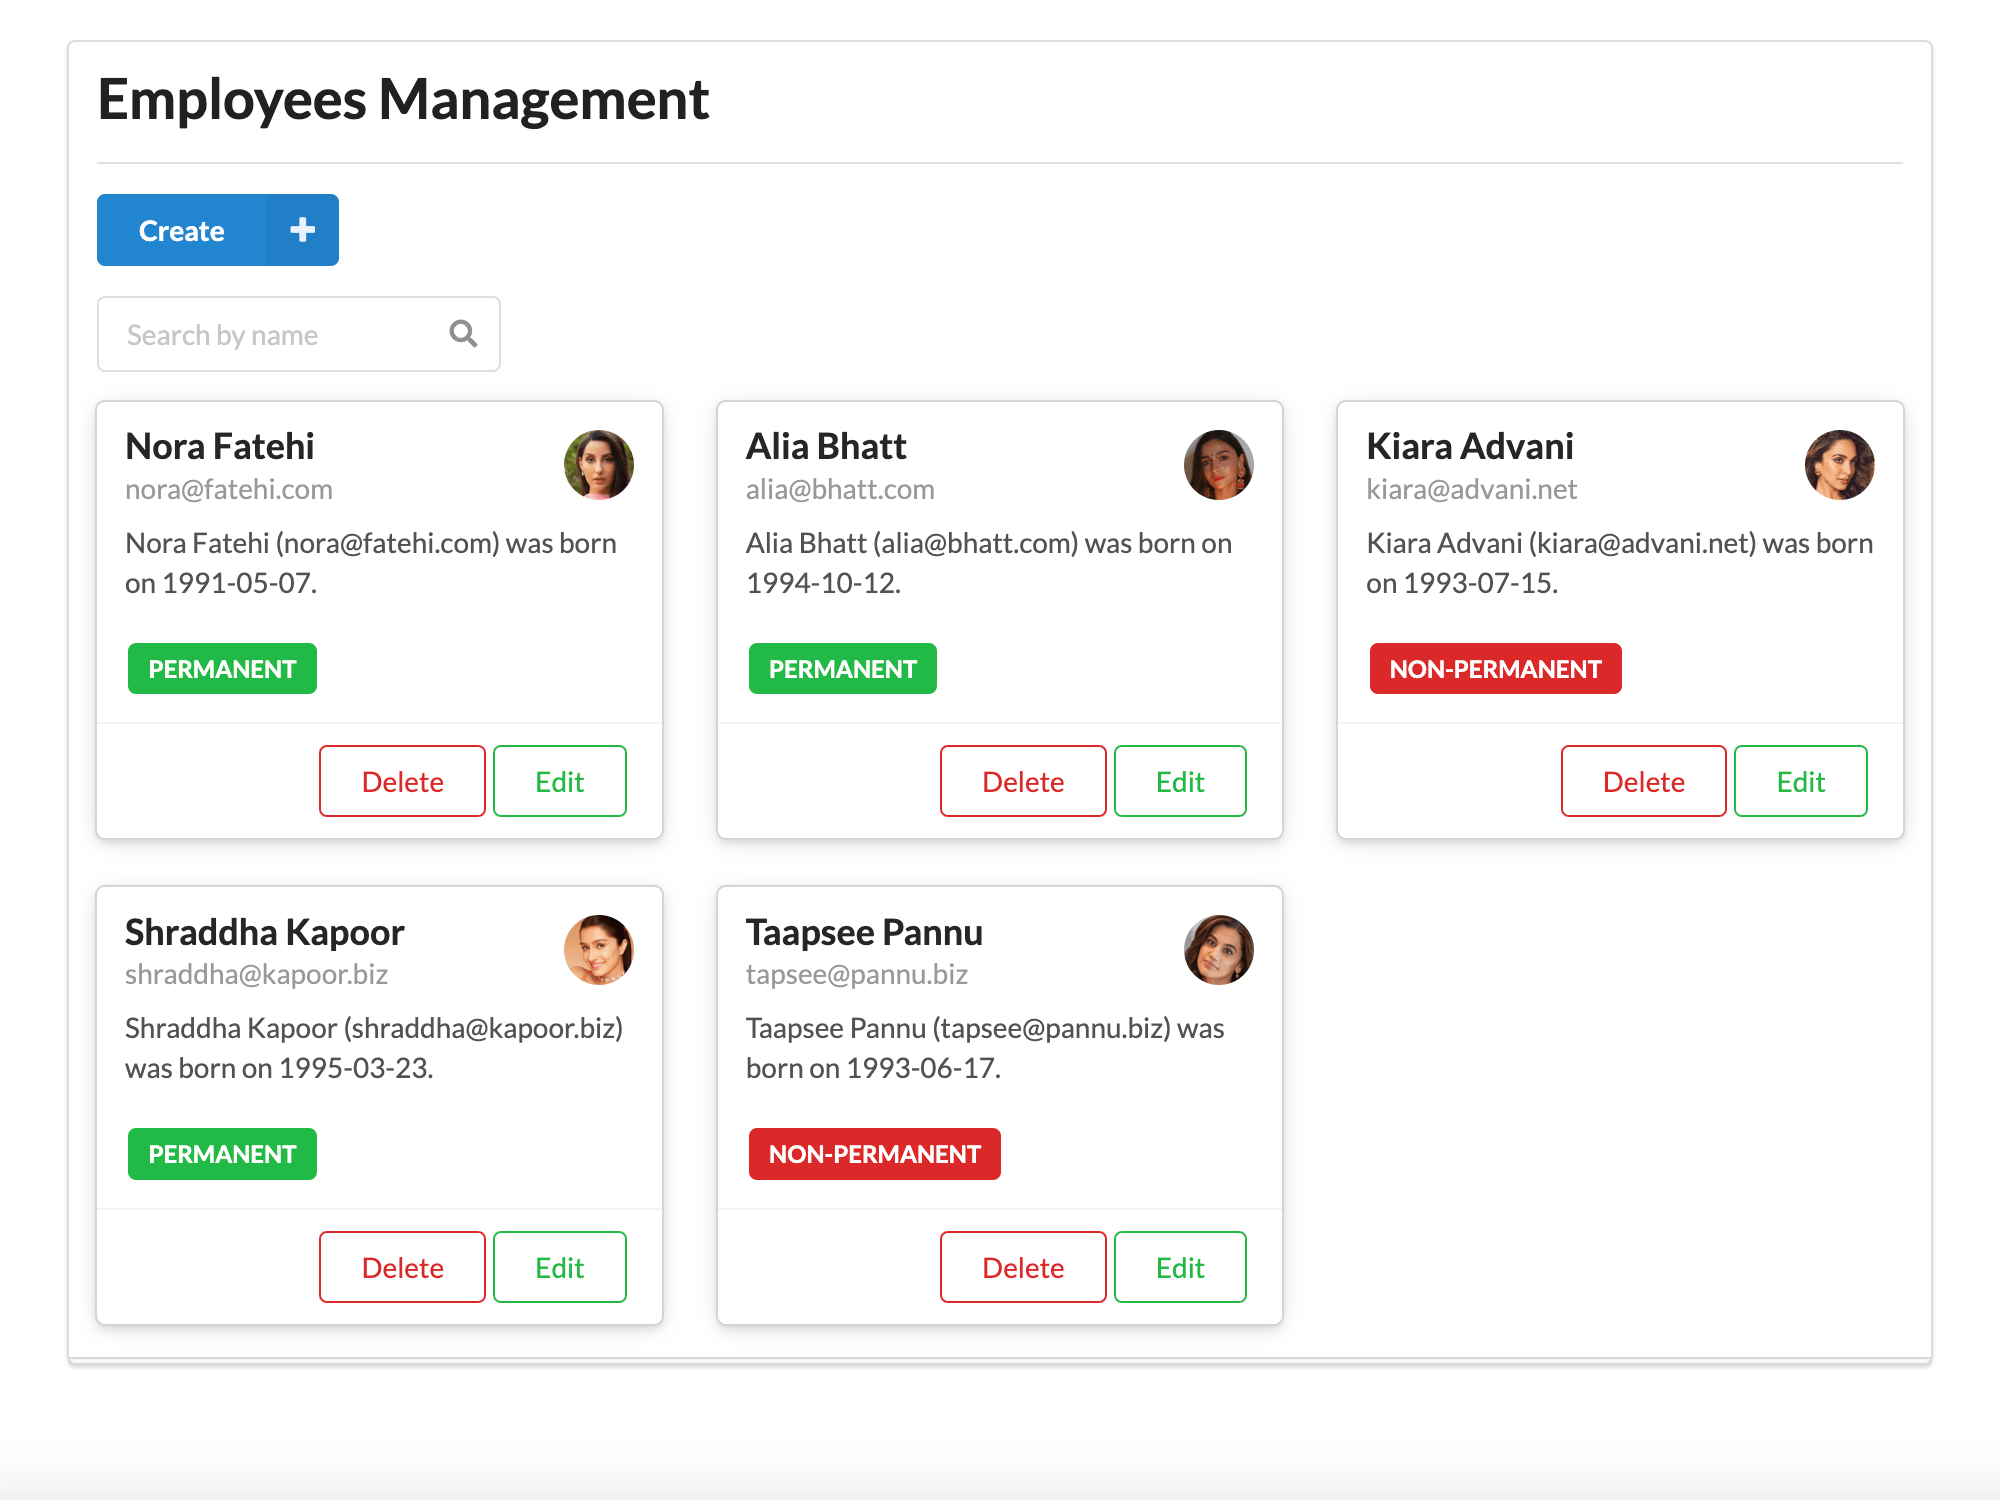 Employees Management
Create
Search by name
Nora Fatehi
nora@fatehi.com
Nora Fatehi (nora@fatehi.com) was born
on 1991-05-07.
PERMANENT
Delete Edit
Alia Bhatt
alia@bhatt.com
Alia Bhatt (alia@bhatt.com) was born on
1994-10-12.
PERMANENT
Delete Edit
Kiara Advani
kiara@advani.net
Kiara Advani (kiara@advani.net) was born
on 1993-07-15.
NON-PERMANENT
Delete Edit
Shraddha Kapoor
shraddha@kapoor.biz
Shraddha Kapoor (shraddha@kapoor.biz)
was born on 1995-03-23.
PERMANENT
Delete Edit
Taapsee Pannu
tapsee@pannu.biz
Taapsee Pannu (tapsee@pannu.biz) was
born on 1993-06-17.
NON-PERMANENT
Delete Edit